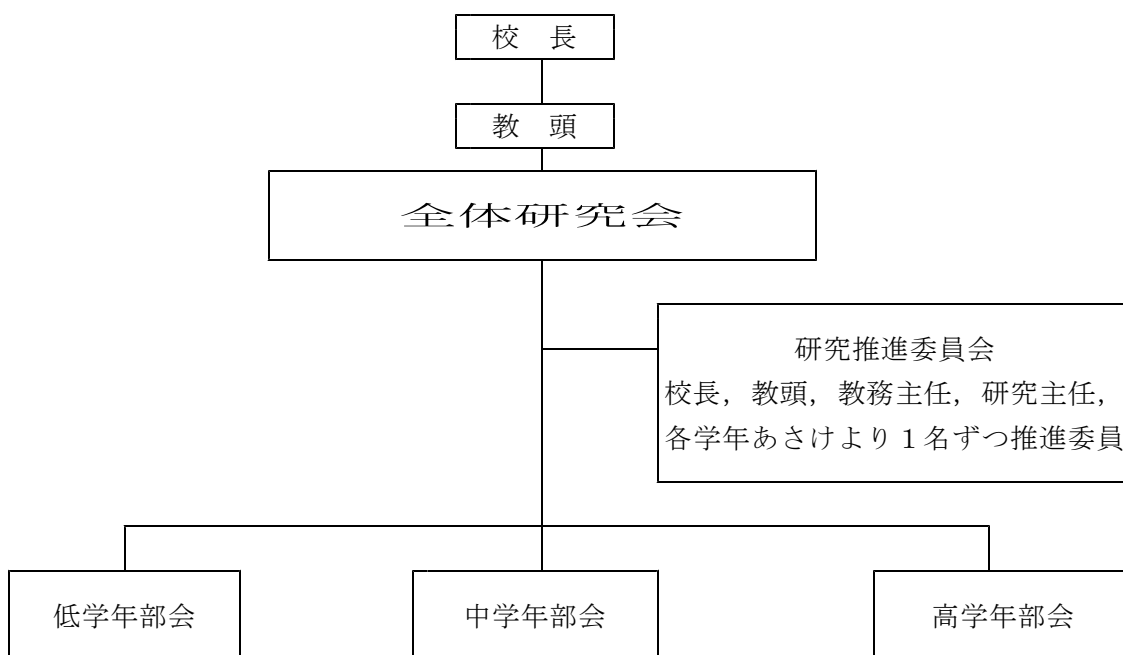 校　長
教　頭
全体研究会
研究推進委員会
校長，教頭，教務主任，研究主任，
各学年あさけより１名ずつ推進委員
低学年部会
中学年部会
高学年部会